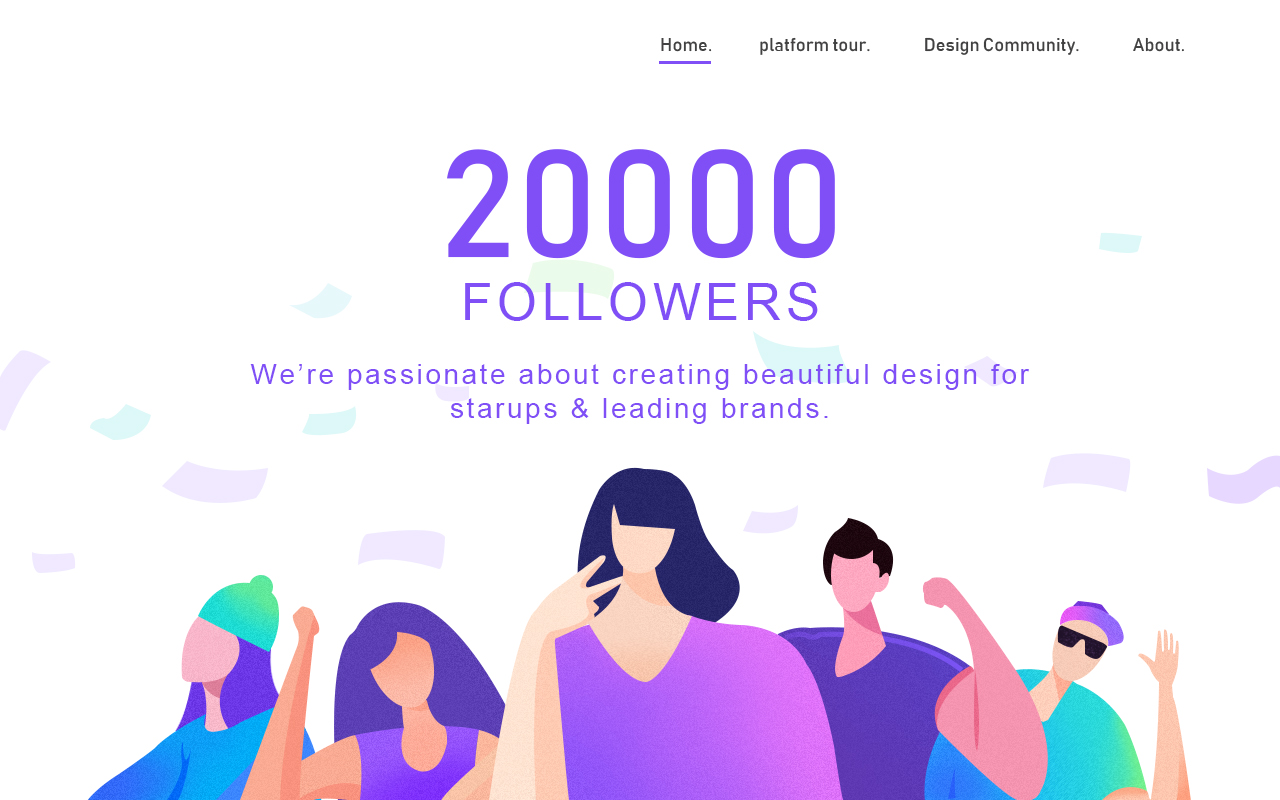 Home. platform tour. Design Community. About.
20000
FOLLOWERS
We’re passionate about creating beautiful design for
starups & leading brands.